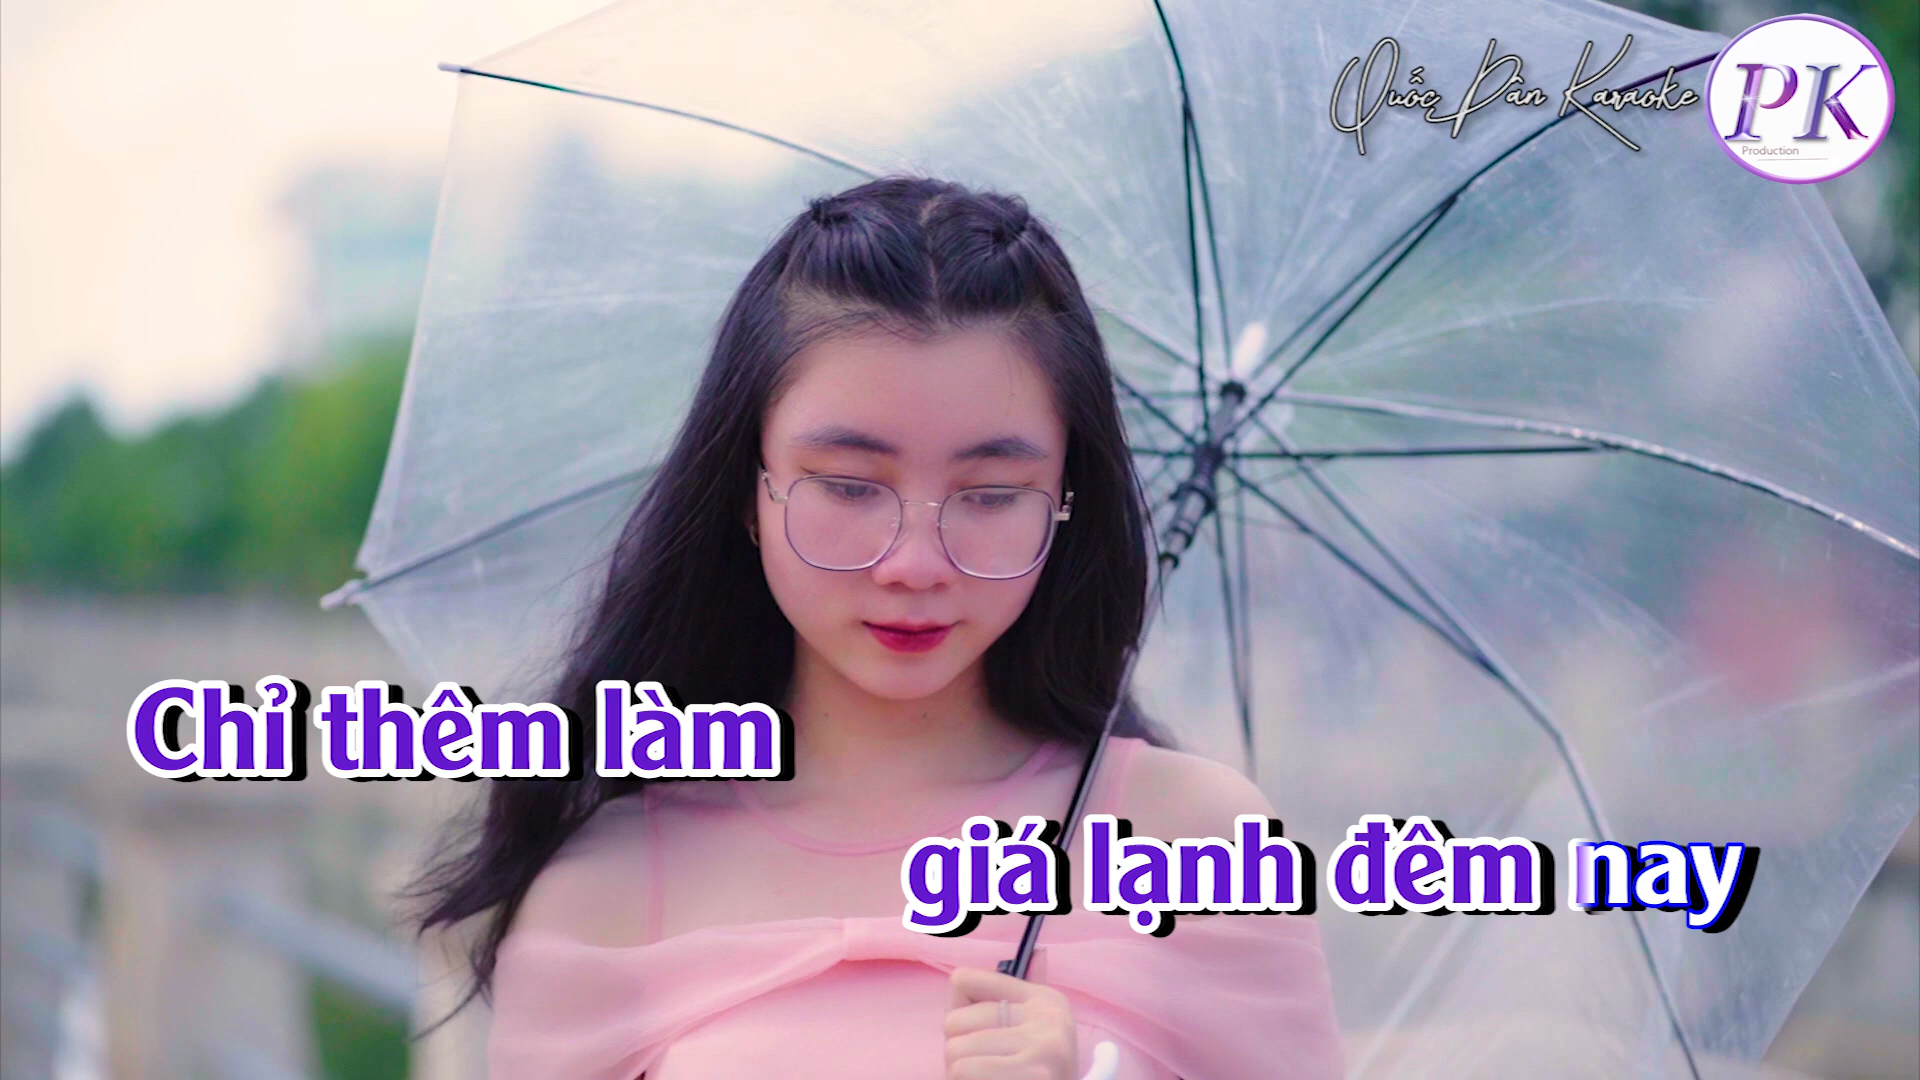 Quốc Dân Karaoke
PK
Production
Chỉ thêm làm
giá lạnh đêm nay